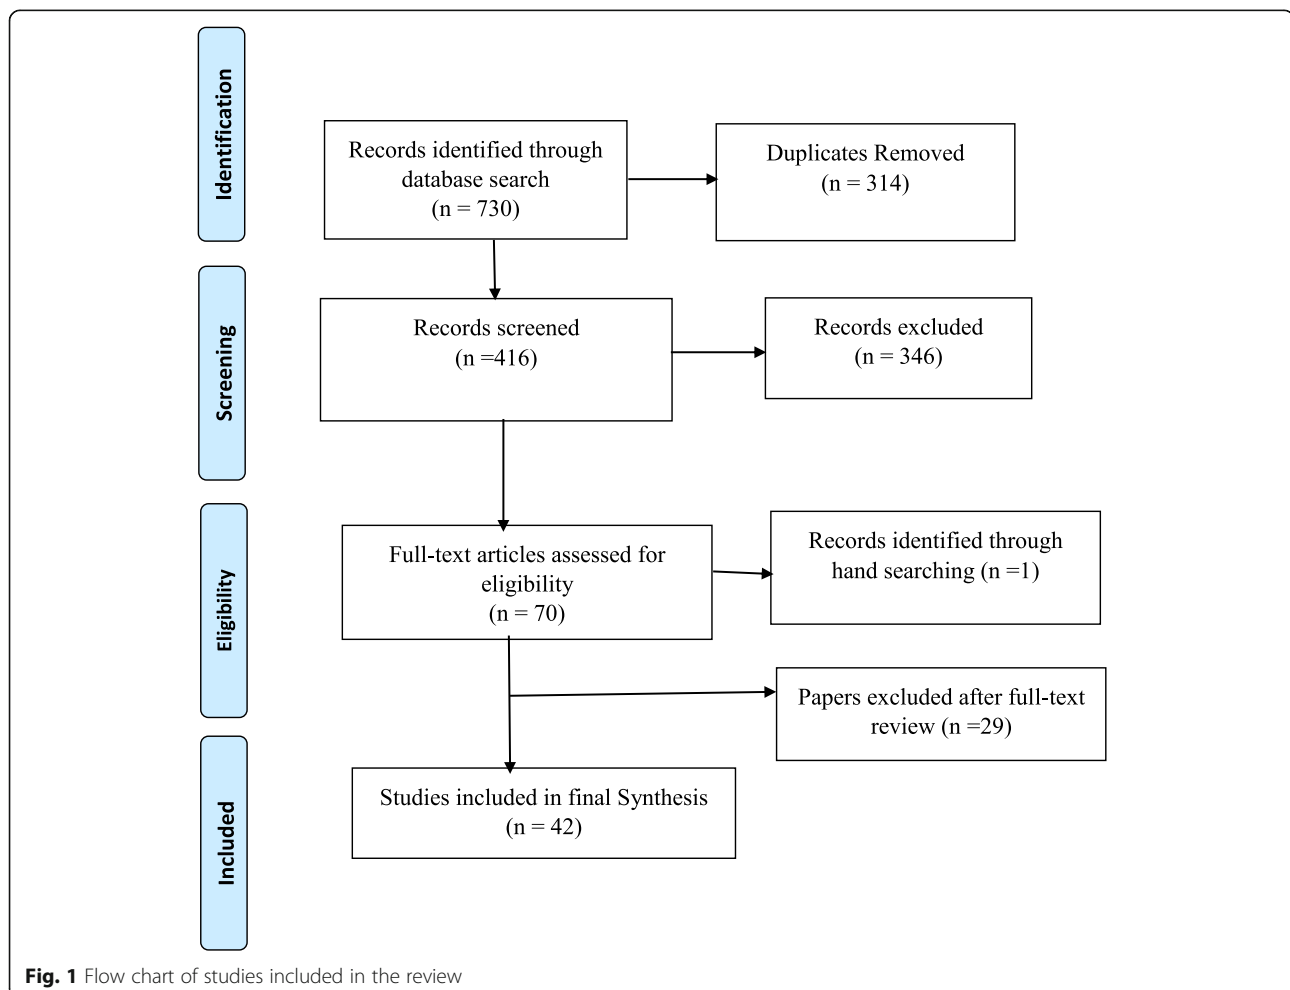 Identification
Records identified through
database search
(n = 730)
Duplicates Removed
(n = 314)
Screening
Records screened
(n =416)
Records excluded
(n = 346)
Eligibility
Full-text articles assessed for
eligibility
(n = 70)
Records identified through
hand searching (n =1)
Papers excluded after full-text
review (n =29)
Included
Studies included in final Synthesis
(n = 42)
Fig. 1 Flow chart of studies included in the review